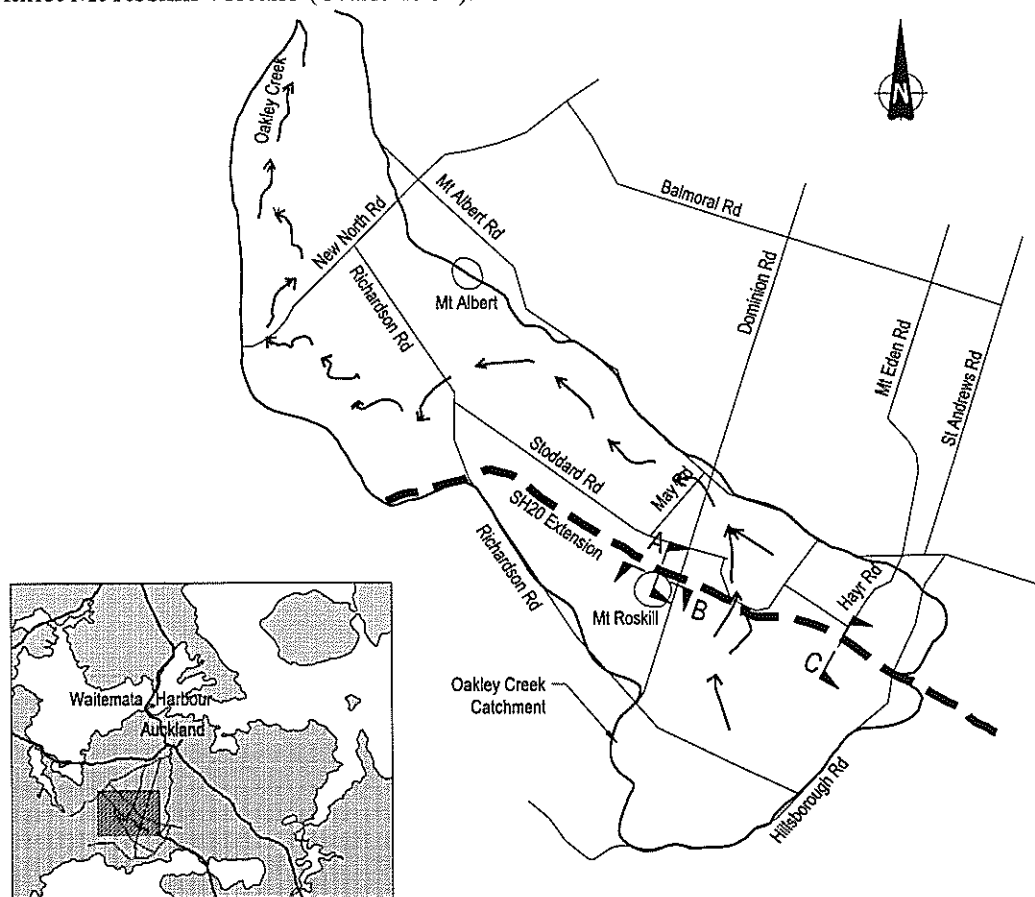 N
Oakley Creek
New North Rd
Mt Albert Rd
Balmoral Rd
Richardson Rd
Mt Albert
Dominion Rd
Mt Eden Rd
St Andrews Rd
Stoddard Rd
May Rd
SH20 Extension
A
Richardson Rd
Mt Roskill
B
Hayr Rd
C
Oakley Creek
Catchment
Hillsborough Rd
Waitemata Harbour
Auckland